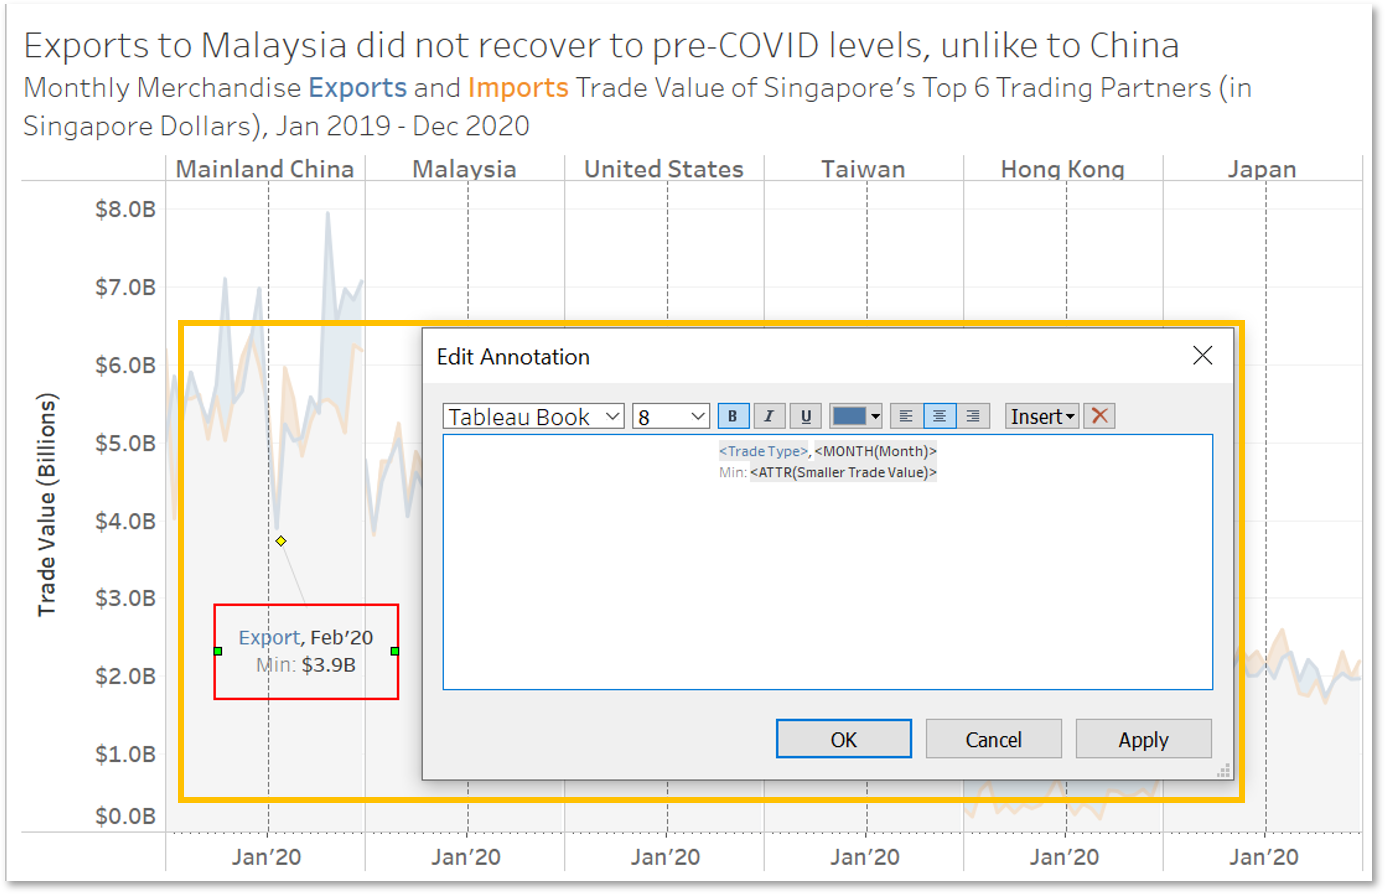 Exports to Malaysia did not recover to pre-COVID levels, unlike to China
Monthly Merchandise Exports and Imports Trade Value of Singapore's Top 6 Trading Partners (in
Singapore Dollars), Jan 2019 - Dec 2020
Mainland China Malaysia United States Taiwan Hong Kong Japan
Trade Value (Billions)
$8.0B
$7.0B
$6.0B
$5.0B
$4.0B
$3.0B
$2.0B
$1.0B
$0.0B
Export, Feb'20
Min: $3.9B
Edit Annotation
Tableau Book 8 B I U Insert
<Trade Type>, <MONTH(Month)>
Min: <ATTR(Smaller Trade Value)>
OK Cancel Apply
Jan'20 Jan'20 Jan'20 Jan'20 Jan'20 Jan'20